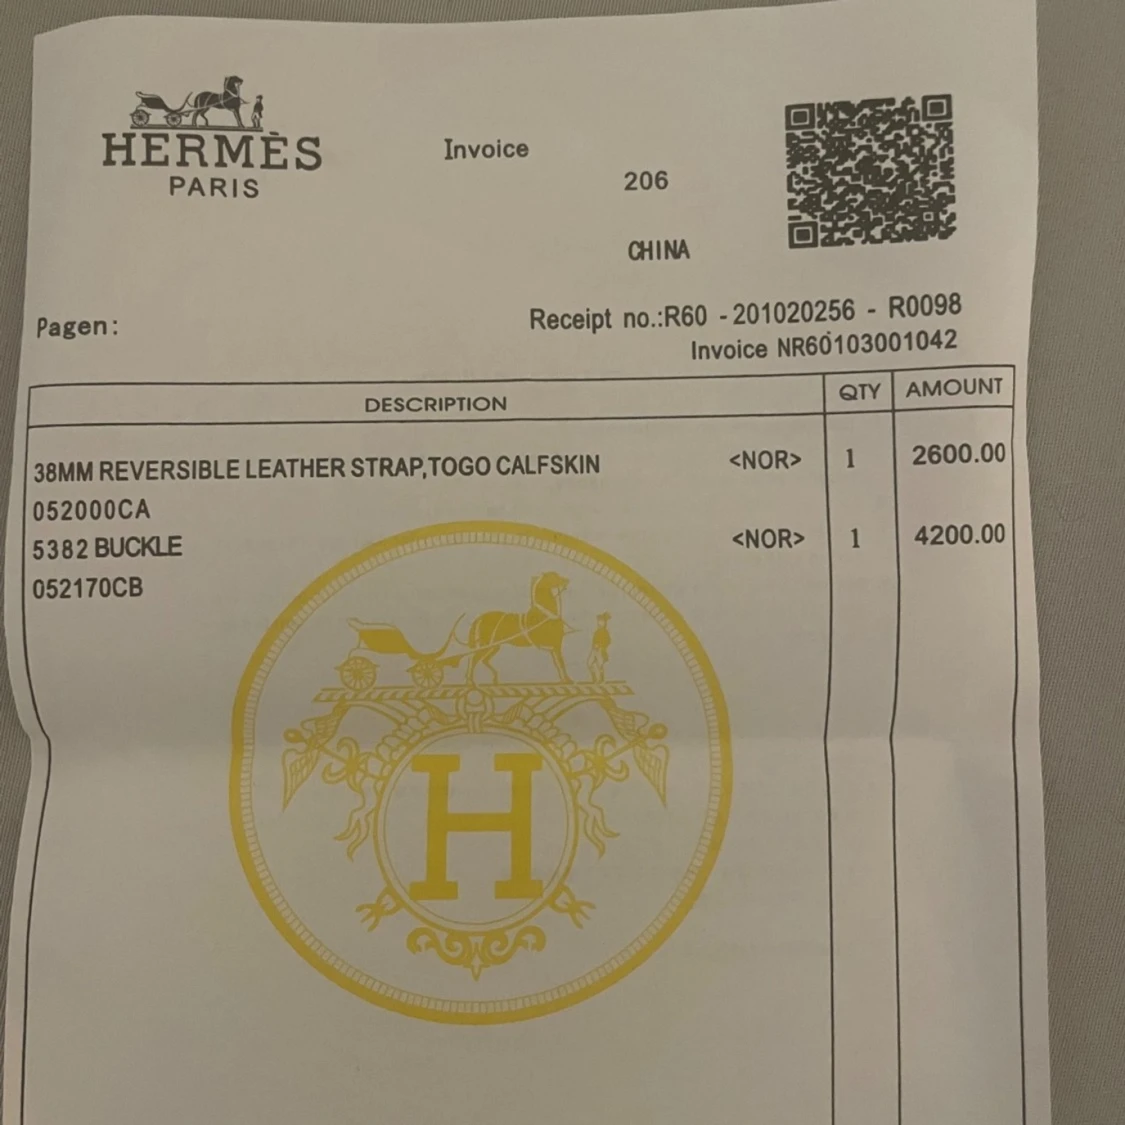 HERMÈS
PARIS
Invoice
206
CHINA
Pagen:
Receipt no.:R60 - 201020256 - R0098
Invoice NR60103001042
DESCRIPTION QTY AMOUNT
38MM REVERSIBLE LEATHER STRAP,TOGO CALFSKIN <NOR> 1 2600.00
052000CA
5382 BUCKLE <NOR> 1 4200.00
052170CB
H